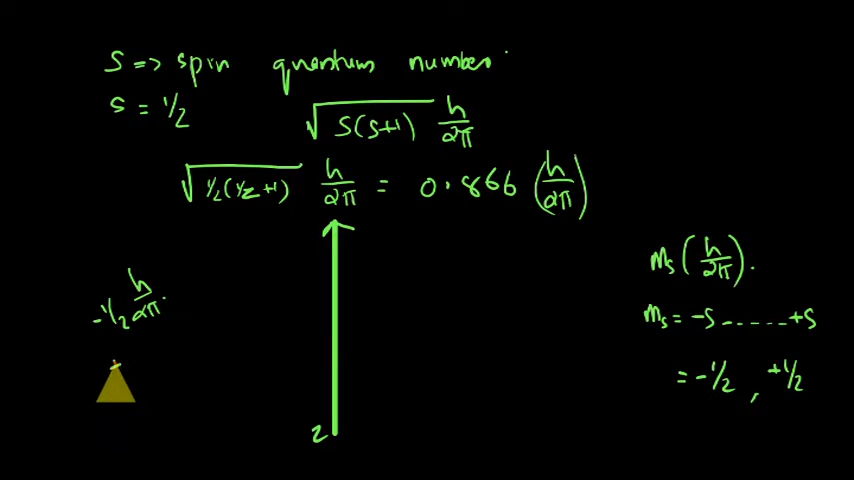 S => spin quantum number.
s = 1/2 √s(s+1) h/2π
√1/2(1/2+1) h/2π = 0.866 (h/2π)
ms (h/2π).
-1/2 h/2π.
ms = -s ------ +s
= -1/2 , +1/2
z